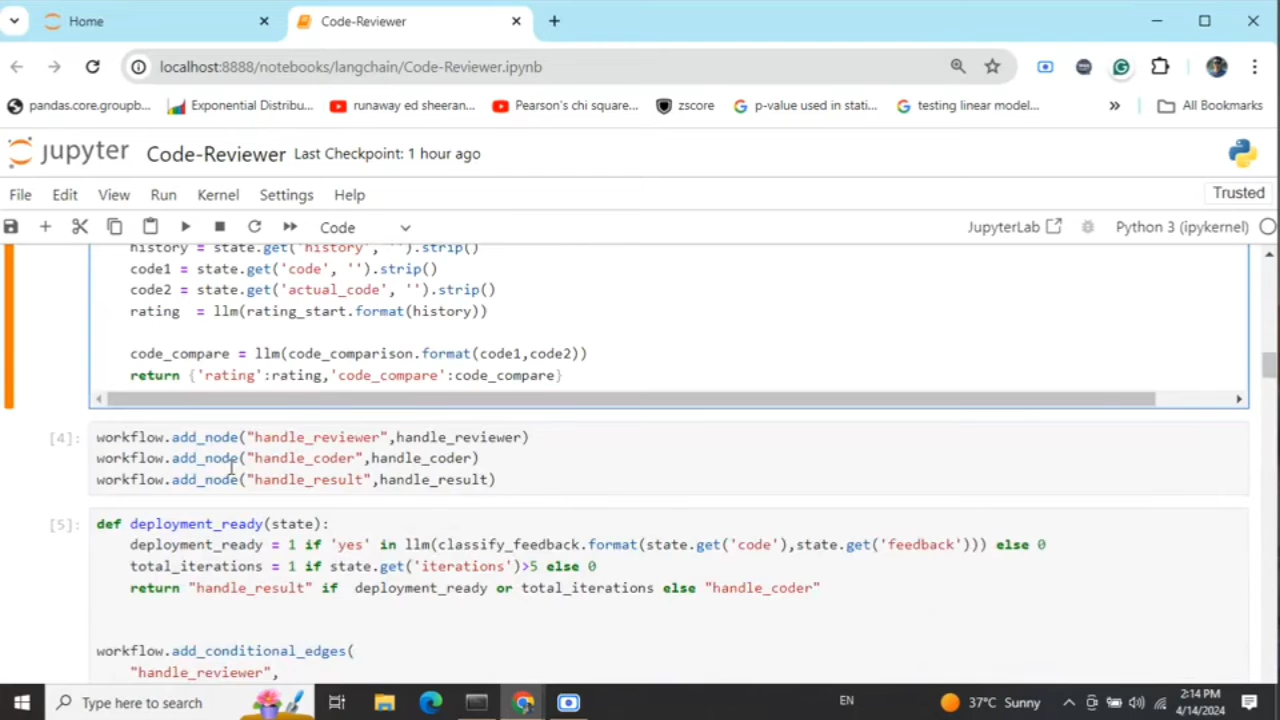 Home
Code-Reviewer
localhost:8888/notebooks/langchain/Code-Reviewer.ipynb
pandas.core.groupb...
Exponential Distribu...
runaway ed sheeran...
Pearson's chi square...
zscore
p-value used in stati...
testing linear model...
All Bookmarks
jupyter Code-Reviewer Last Checkpoint: 1 hour ago
File Edit View Run Kernel Settings Help Trusted
Code JupyterLab Python 3 (ipykernel)
history = state.get('history', '').strip()
code1 = state.get('code', '').strip()
code2 = state.get('actual_code', '').strip()
rating  = llm(rating_start.format(history))
code_compare = llm(code_comparison.format(code1,code2))
return {'rating':rating,'code_compare':code_compare}
[4]: workflow.add_node("handle_reviewer",handle_reviewer)
workflow.add_node("handle_coder",handle_coder)
workflow.add_node("handle_result",handle_result)
[5]: def deployment_ready(state):
deployment_ready = 1 if 'yes' in llm(classify_feedback.format(state.get('code'),state.get('feedback'))) else 0
total_iterations = 1 if state.get('iterations')>5 else 0
return "handle_result" if  deployment_ready or total_iterations else "handle_coder"
workflow.add_conditional_edges(
"handle_reviewer",
Type here to search
EN
37°C Sunny
2:14 PM
4/14/2024